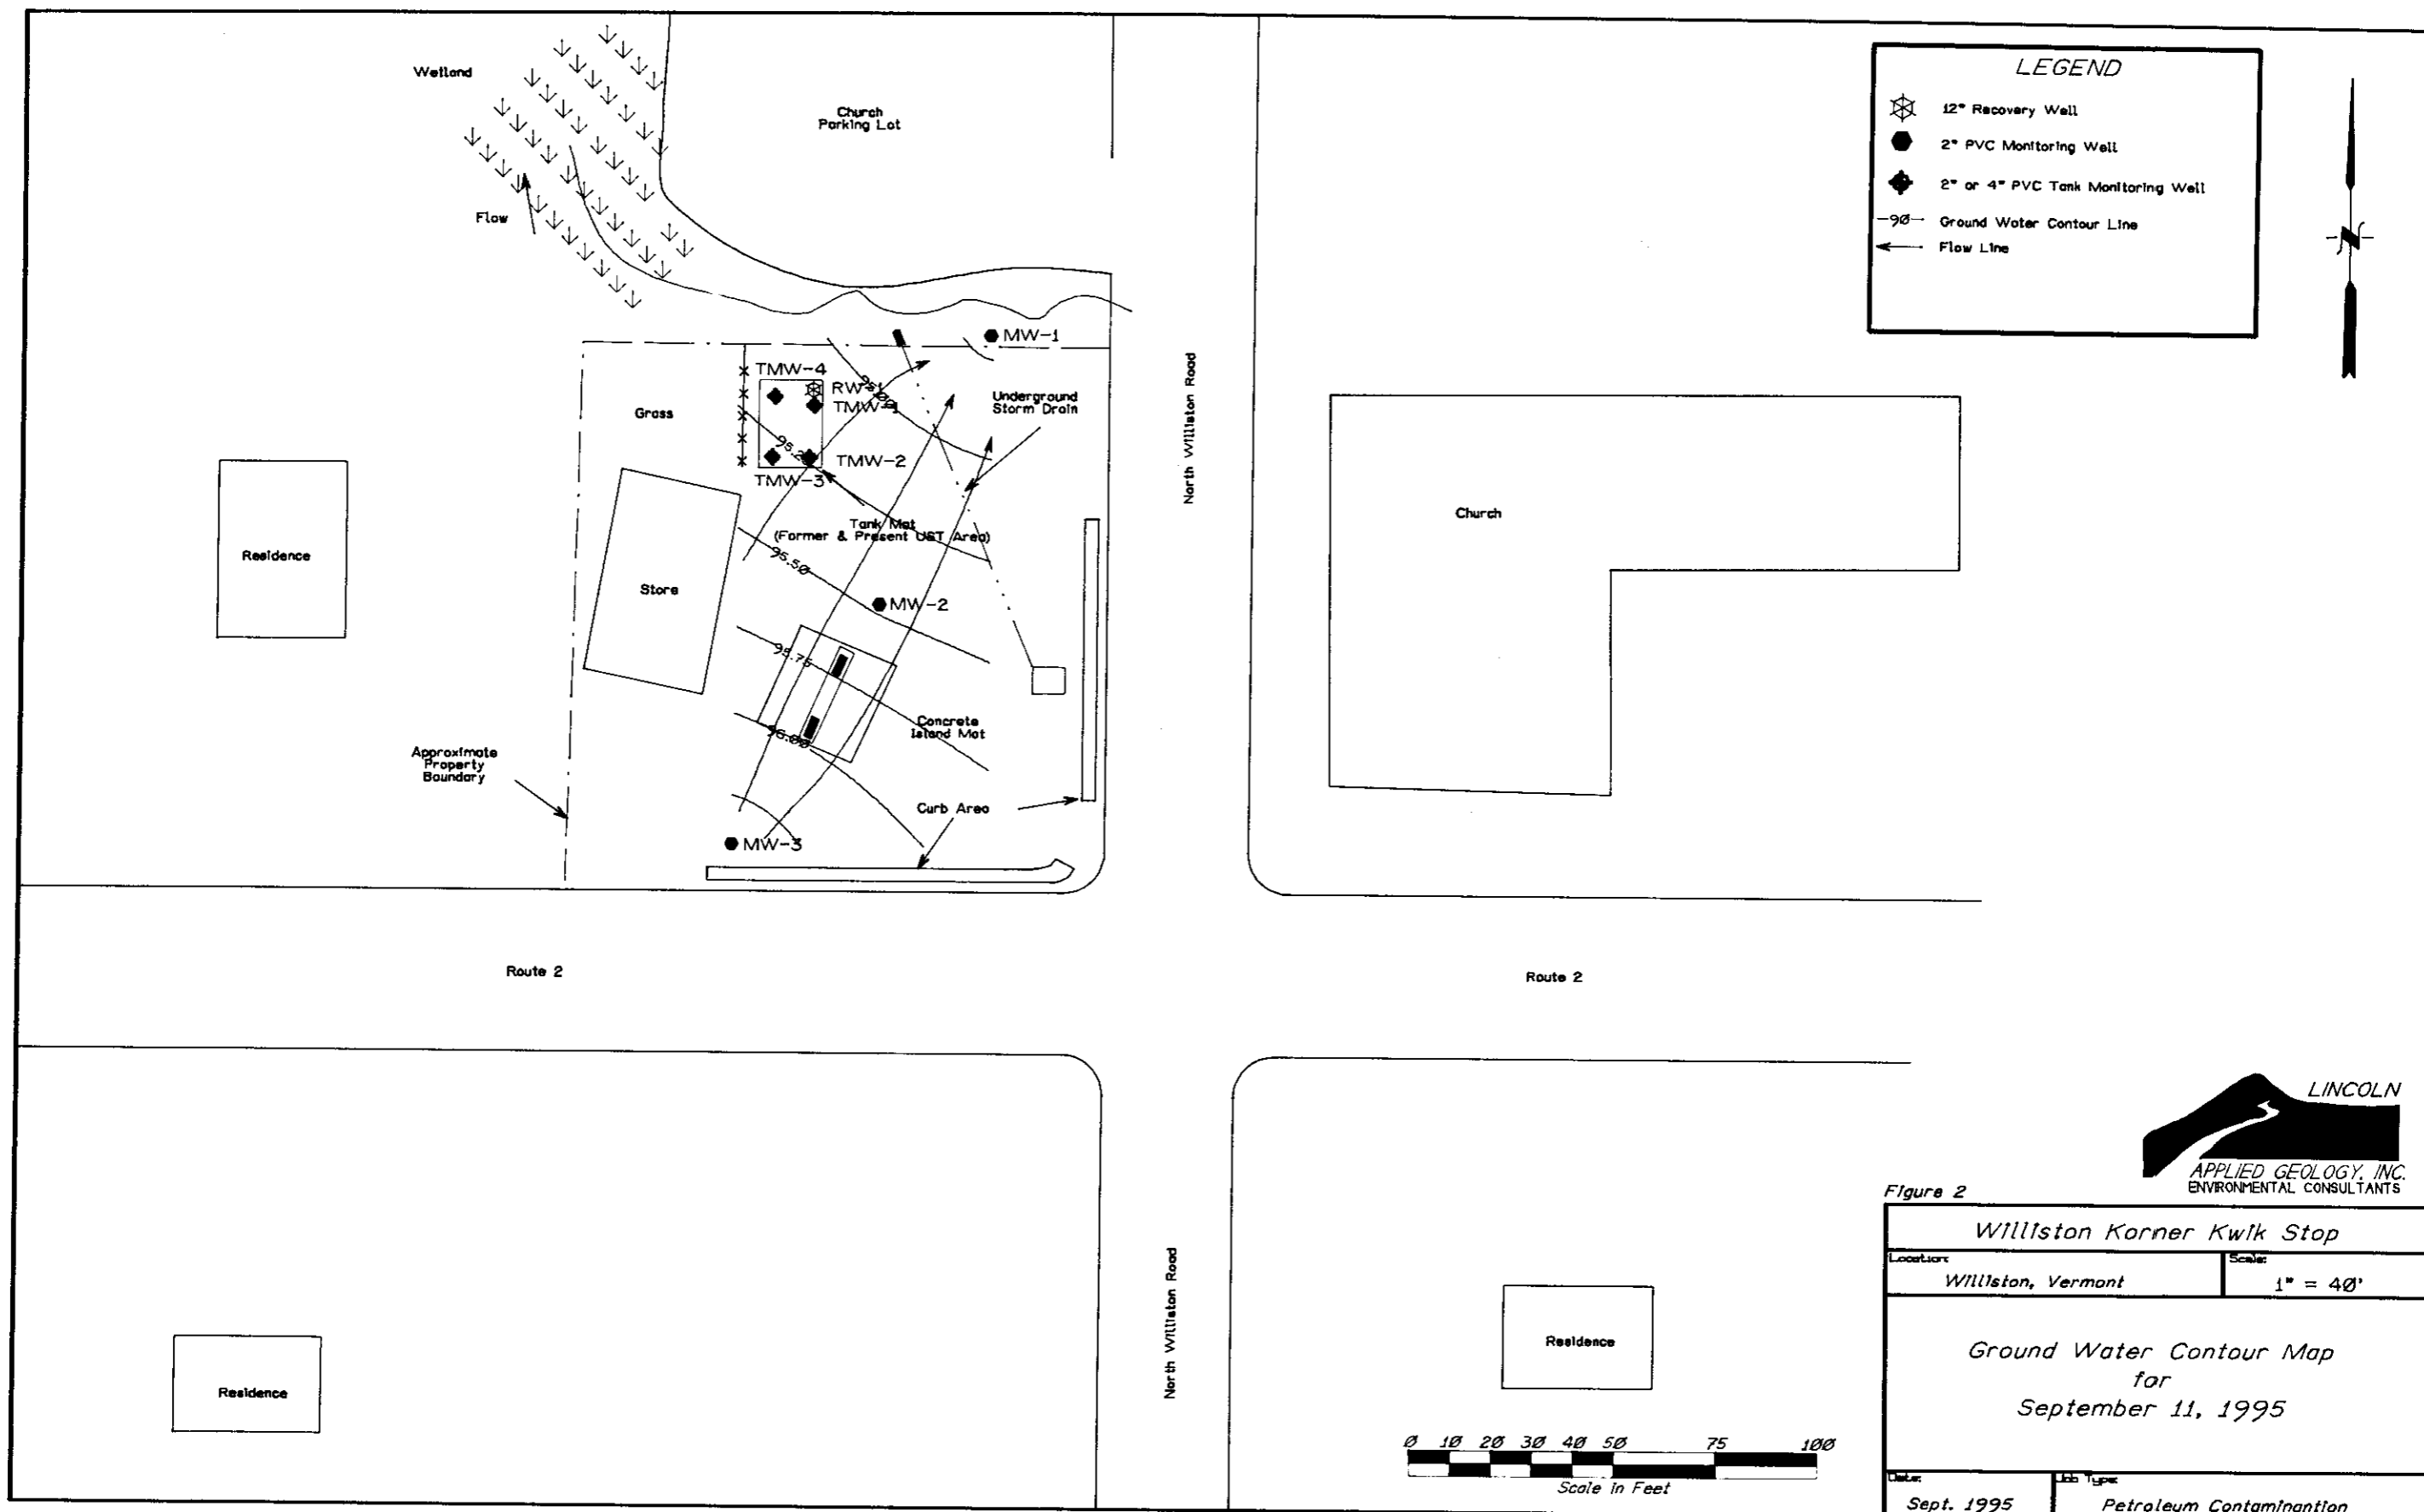 Wetland
Church
Parking Lot
Flow
LEGEND
12" Recovery Well
2" PVC Monitoring Well
2" or 4" PVC Tank Monitoring Well
-90- Ground Water Contour Line
Flow Line
N
MW-1
TMW-4
RW-1
TMW-1
95.00
Grass
95.25
TMW-2
TMW-3
Underground
Storm Drain
North Williston Road
Tank Mat
(Former & Present UST Area)
Residence
Store
95.50
MW-2
95.75
96.00
Concrete
Island Mat
Church
Approximate
Property
Boundary
Curb Area
MW-3
Route 2
Route 2
North Williston Road
Residence
Residence
0 10 20 30 40 50 75 100
Scale in Feet
LINCOLN
APPLIED GEOLOGY, INC.
ENVIRONMENTAL CONSULTANTS
Figure 2
Williston Korner Kwik Stop
Location:
Williston, Vermont
Scale:
1" = 40'
Ground Water Contour Map
for
September 11, 1995
Date:
Sept. 1995
Job Type:
Petroleum Contaminantion